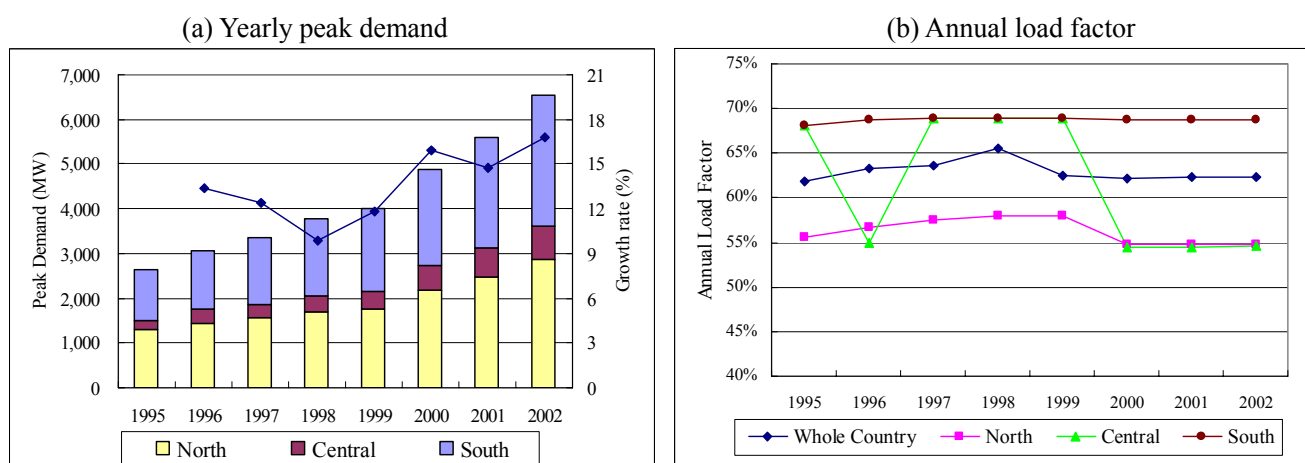 (a) Yearly peak demand
7,000
6,000
5,000
4,000
3,000
2,000
1,000
0
Peak Demand (MW)
21
18
15
12
9
6
3
0
Growth rate (%)
1995 1996 1997 1998 1999 2000 2001 2002
North Central South
(b) Annual load factor
75%
70%
65%
60%
55%
50%
45%
40%
Annual Load Factor
1995 1996 1997 1998 1999 2000 2001 2002
Whole Country North Central South